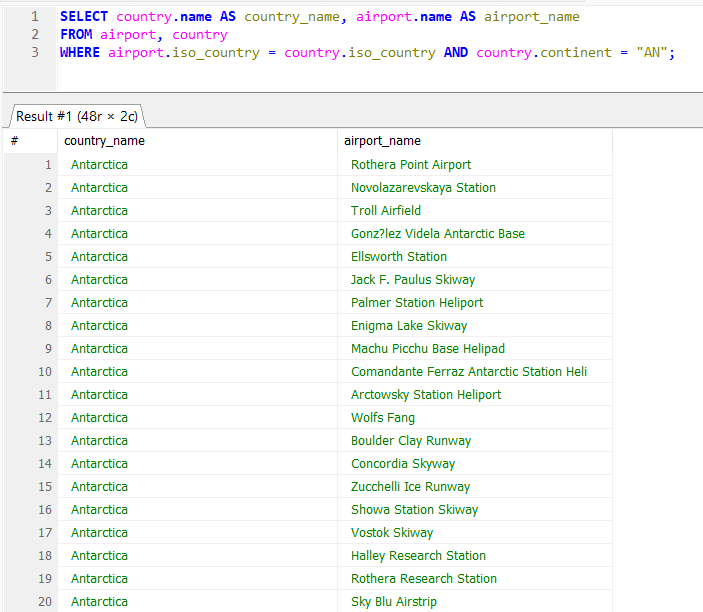 1 SELECT country.name AS country_name, airport.name AS airport_name
2 FROM airport, country
3 WHERE airport.iso_country = country.iso_country AND country.continent = "AN";
Result #1 (48r × 2c)
# country_name airport_name
1 Antarctica Rothera Point Airport
2 Antarctica Novolazarevskaya Station
3 Antarctica Troll Airfield
4 Antarctica Gonz?lez Videla Antarctic Base
5 Antarctica Ellsworth Station
6 Antarctica Jack F. Paulus Skiway
7 Antarctica Palmer Station Heliport
8 Antarctica Enigma Lake Skiway
9 Antarctica Machu Picchu Base Helipad
10 Antarctica Comandante Ferraz Antarctic Station Heli
11 Antarctica Arctowsky Station Heliport
12 Antarctica Wolfs Fang
13 Antarctica Boulder Clay Runway
14 Antarctica Concordia Skyway
15 Antarctica Zucchelli Ice Runway
16 Antarctica Showa Station Skiway
17 Antarctica Vostok Skiway
18 Antarctica Halley Research Station
19 Antarctica Rothera Research Station
20 Antarctica Sky Blu Airstrip